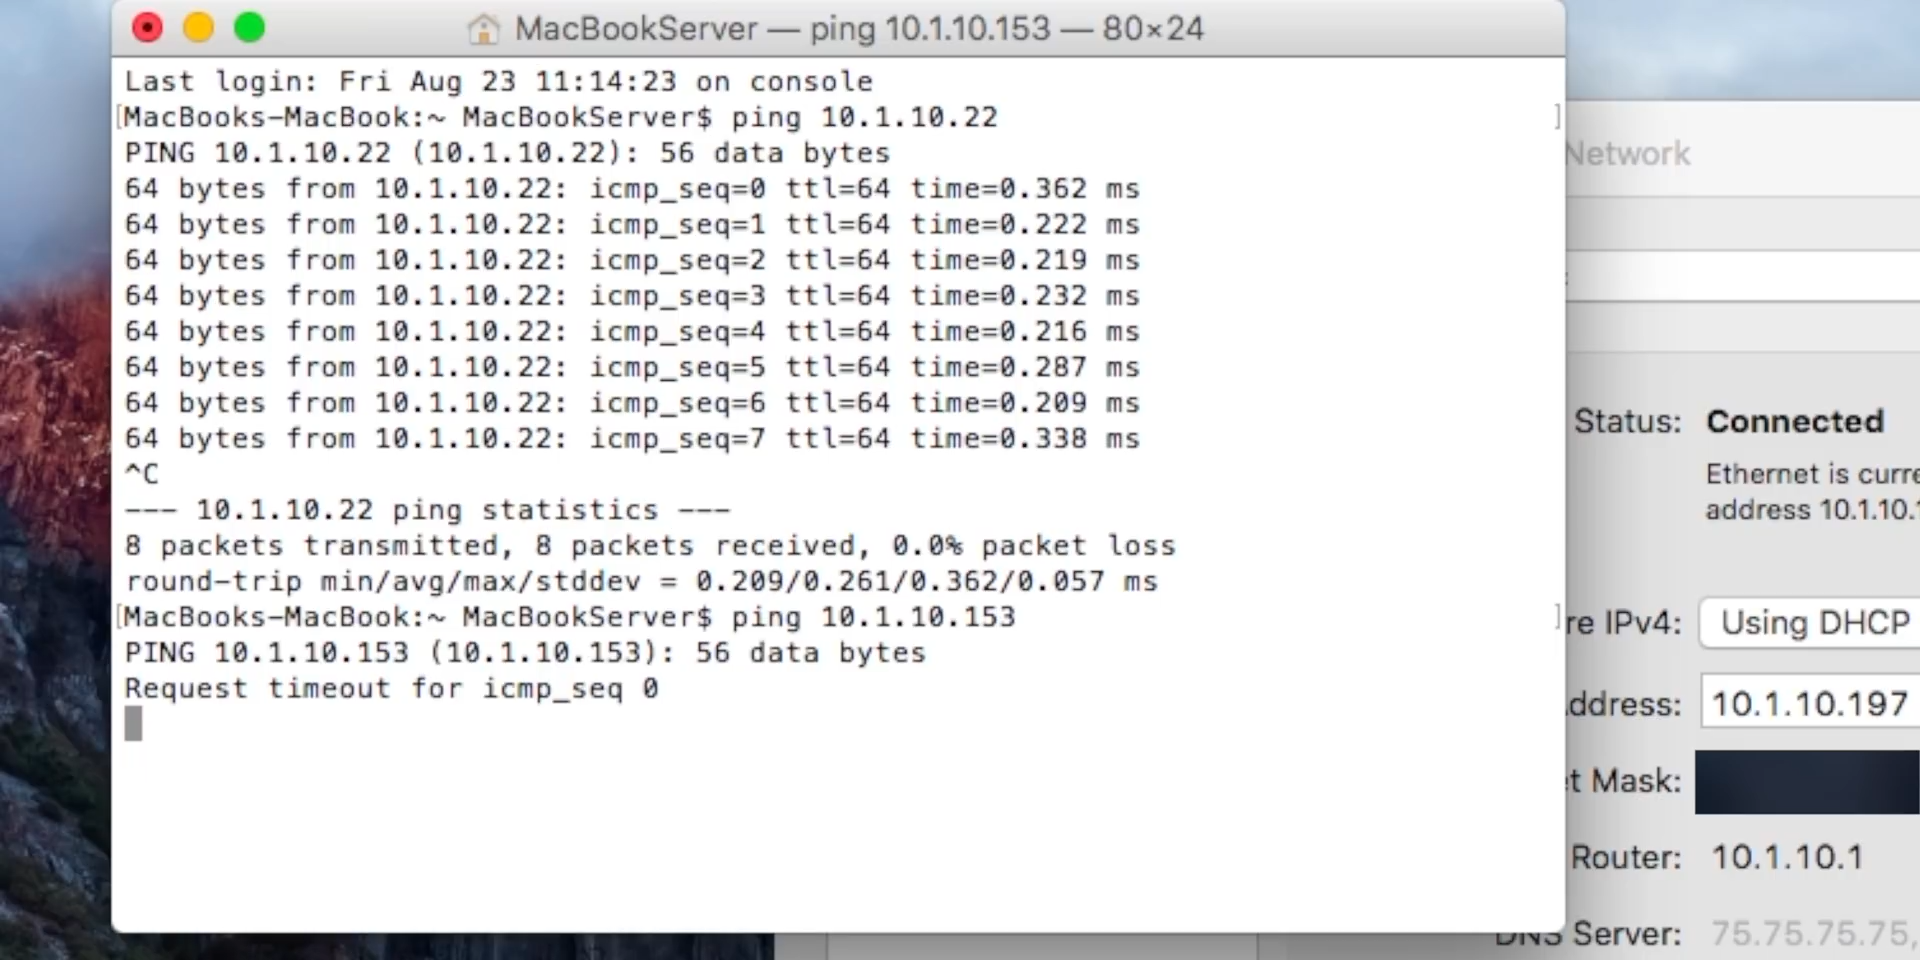 MacBookServer — ping 10.1.10.153 — 80×24
Last login: Fri Aug 23 11:14:23 on console
[MacBooks-MacBook:~ MacBookServer$ ping 10.1.10.22 ]
PING 10.1.10.22 (10.1.10.22): 56 data bytes
64 bytes from 10.1.10.22: icmp_seq=0 ttl=64 time=0.362 ms
64 bytes from 10.1.10.22: icmp_seq=1 ttl=64 time=0.222 ms
64 bytes from 10.1.10.22: icmp_seq=2 ttl=64 time=0.219 ms
64 bytes from 10.1.10.22: icmp_seq=3 ttl=64 time=0.232 ms
64 bytes from 10.1.10.22: icmp_seq=4 ttl=64 time=0.216 ms
64 bytes from 10.1.10.22: icmp_seq=5 ttl=64 time=0.287 ms
64 bytes from 10.1.10.22: icmp_seq=6 ttl=64 time=0.209 ms
64 bytes from 10.1.10.22: icmp_seq=7 ttl=64 time=0.338 ms
^C
--- 10.1.10.22 ping statistics ---
8 packets transmitted, 8 packets received, 0.0% packet loss
round-trip min/avg/max/stddev = 0.209/0.261/0.362/0.057 ms
[MacBooks-MacBook:~ MacBookServer$ ping 10.1.10.153 ]
PING 10.1.10.153 (10.1.10.153): 56 data bytes
Request timeout for icmp_seq 0
Network
Status: Connected
Ethernet is curre
address 10.1.10.1
re IPv4: Using DHCP
ddress: 10.1.10.197
t Mask:
Router: 10.1.10.1
DNS Server: 75.75.75.75,